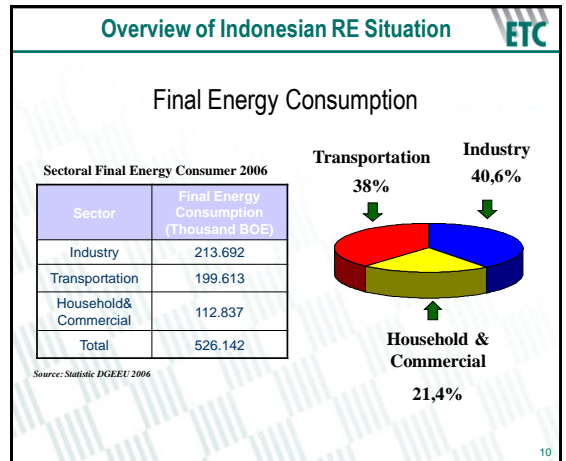 Overview of Indonesian RE Situation
ETC
Final Energy Consumption
Sectoral Final Energy Consumer 2006
Sector
Final Energy
Consumption
(Thousand BOE)
Industry
213.692
Transportation
199.613
Household&
Commercial
112.837
Total
526.142
Source: Statistic DGEEU 2006
Transportation
38%
Industry
40,6%
Household &
Commercial
21,4%
10